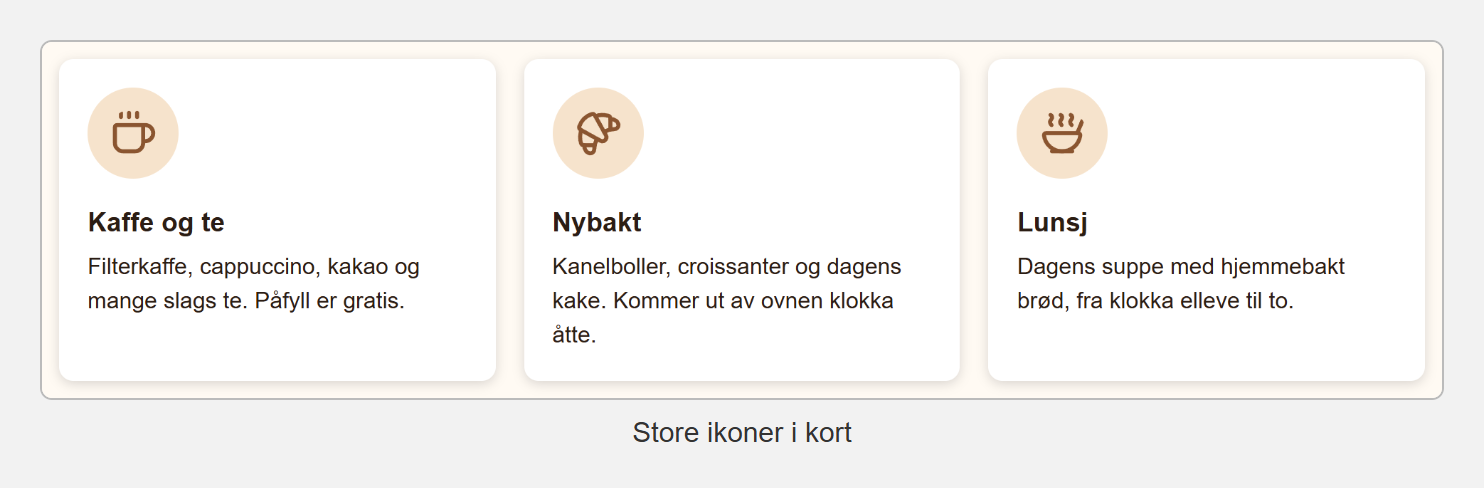 Kaffe og te
Filterkaffe, cappuccino, kakao og
mange slags te. Påfyll er gratis.
Nybakt
Kanelboller, croissanter og dagens
kake. Kommer ut av ovnen klokka
åtte.
Lunsj
Dagens suppe med hjemmebakt
brød, fra klokka elleve til to.
Store ikoner i kort